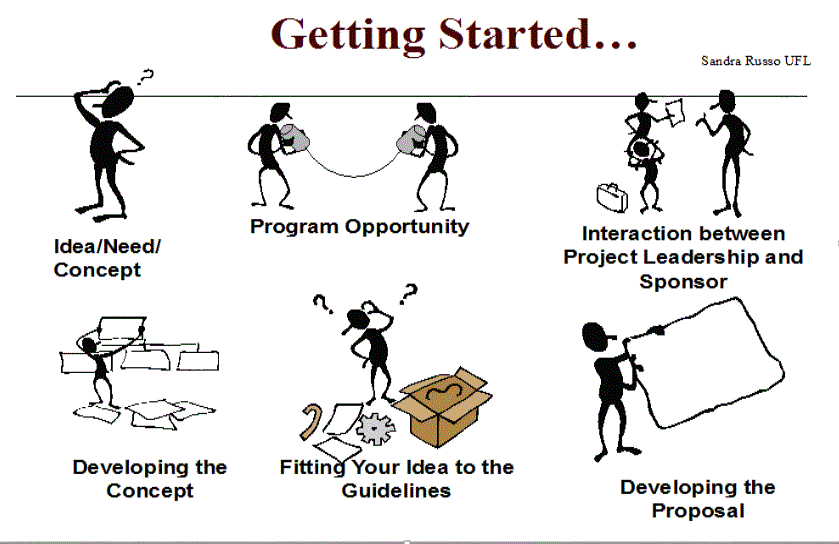 Getting Started...
Sandra Russo UFL
Idea/Need/
Concept
Program Opportunity
Interaction between
Project Leadership and
Sponsor
Developing the
Concept
Fitting Your Idea to the
Guidelines
Developing the
Proposal